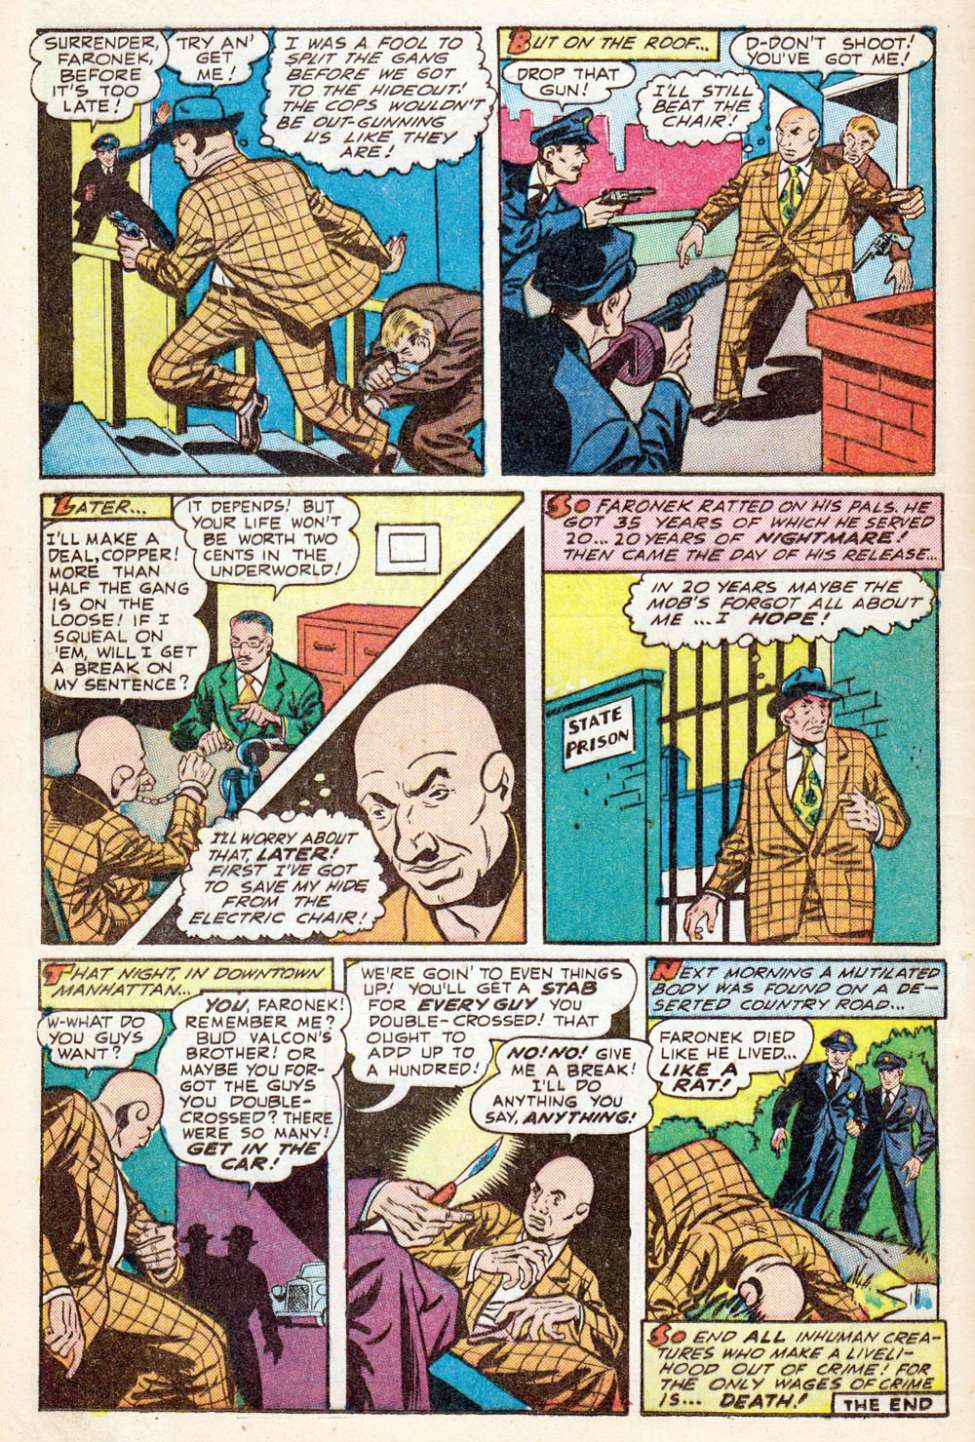 SURRENDER,
FARONEK,
BEFORE
IT'S TOO
LATE!
TRY AN'
GET
ME!
I WAS A FOOL TO
SPLIT THE GANG
BEFORE WE GOT
TO THE HIDEOUT!
THE COPS WOULDN'T
BE OUT-GUNNING
US LIKE THEY
ARE!
BUT ON THE ROOF...
DROP THAT
GUN!
I'LL STILL
BEAT THE
CHAIR!
D-DON'T SHOOT!
YOU'VE GOT ME!
LATER...
I'LL MAKE A
DEAL, COPPER!
MORE THAN
HALF THE GANG
IS ON THE
LOOSE! IF I
SQUEAL ON
'EM, WILL I GET
A BREAK ON
MY SENTENCE?
IT DEPENDS! BUT
YOUR LIFE WON'T
BE WORTH TWO
CENTS IN THE
UNDERWORLD!
I'LL WORRY ABOUT
THAT, LATER!
FIRST I'VE GOT
TO SAVE MY HIDE
FROM THE
ELECTRIC CHAIR!
SO FARONEK RATTED ON HIS PALS. HE
GOT 35 YEARS OF WHICH HE SERVED
20... 20 YEARS OF NIGHTMARE!
THEN CAME THE DAY OF HIS RELEASE...
IN 20 YEARS MAYBE THE
MOB'S FORGOT ALL ABOUT
ME... I HOPE!
STATE
PRISON
THAT NIGHT, IN DOWNTOWN
MANHATTAN...
W-WHAT DO
YOU GUYS
WANT?
YOU, FARONEK!
REMEMBER ME?
BUD VALCON'S
BROTHER! OR
MAYBE YOU FOR-
GOT THE GUYS
YOU DOUBLE-
CROSSED? THERE
WERE SO MANY!
GET IN THE
CAR!
WE'RE GOIN' TO EVEN THINGS
UP! YOU'LL GET A STAB
FOR EVERY GUY YOU
DOUBLE-CROSSED! THAT
OUGHT TO
ADD UP TO
A HUNDRED!
NO! NO! GIVE
ME A BREAK!
I'LL DO
ANYTHING YOU
SAY, ANYTHING!
NEXT MORNING A MUTILATED
BODY WAS FOUND ON A DE-
SERTED COUNTRY ROAD...
FARONEK DIED
LIKE HE LIVED...
LIKE A
RAT!
SO END ALL INHUMAN CREA-
TURES WHO MAKE A LIVELI-
HOOD OUT OF CRIME! FOR
THE ONLY WAGES OF CRIME
IS... DEATH!
THE END